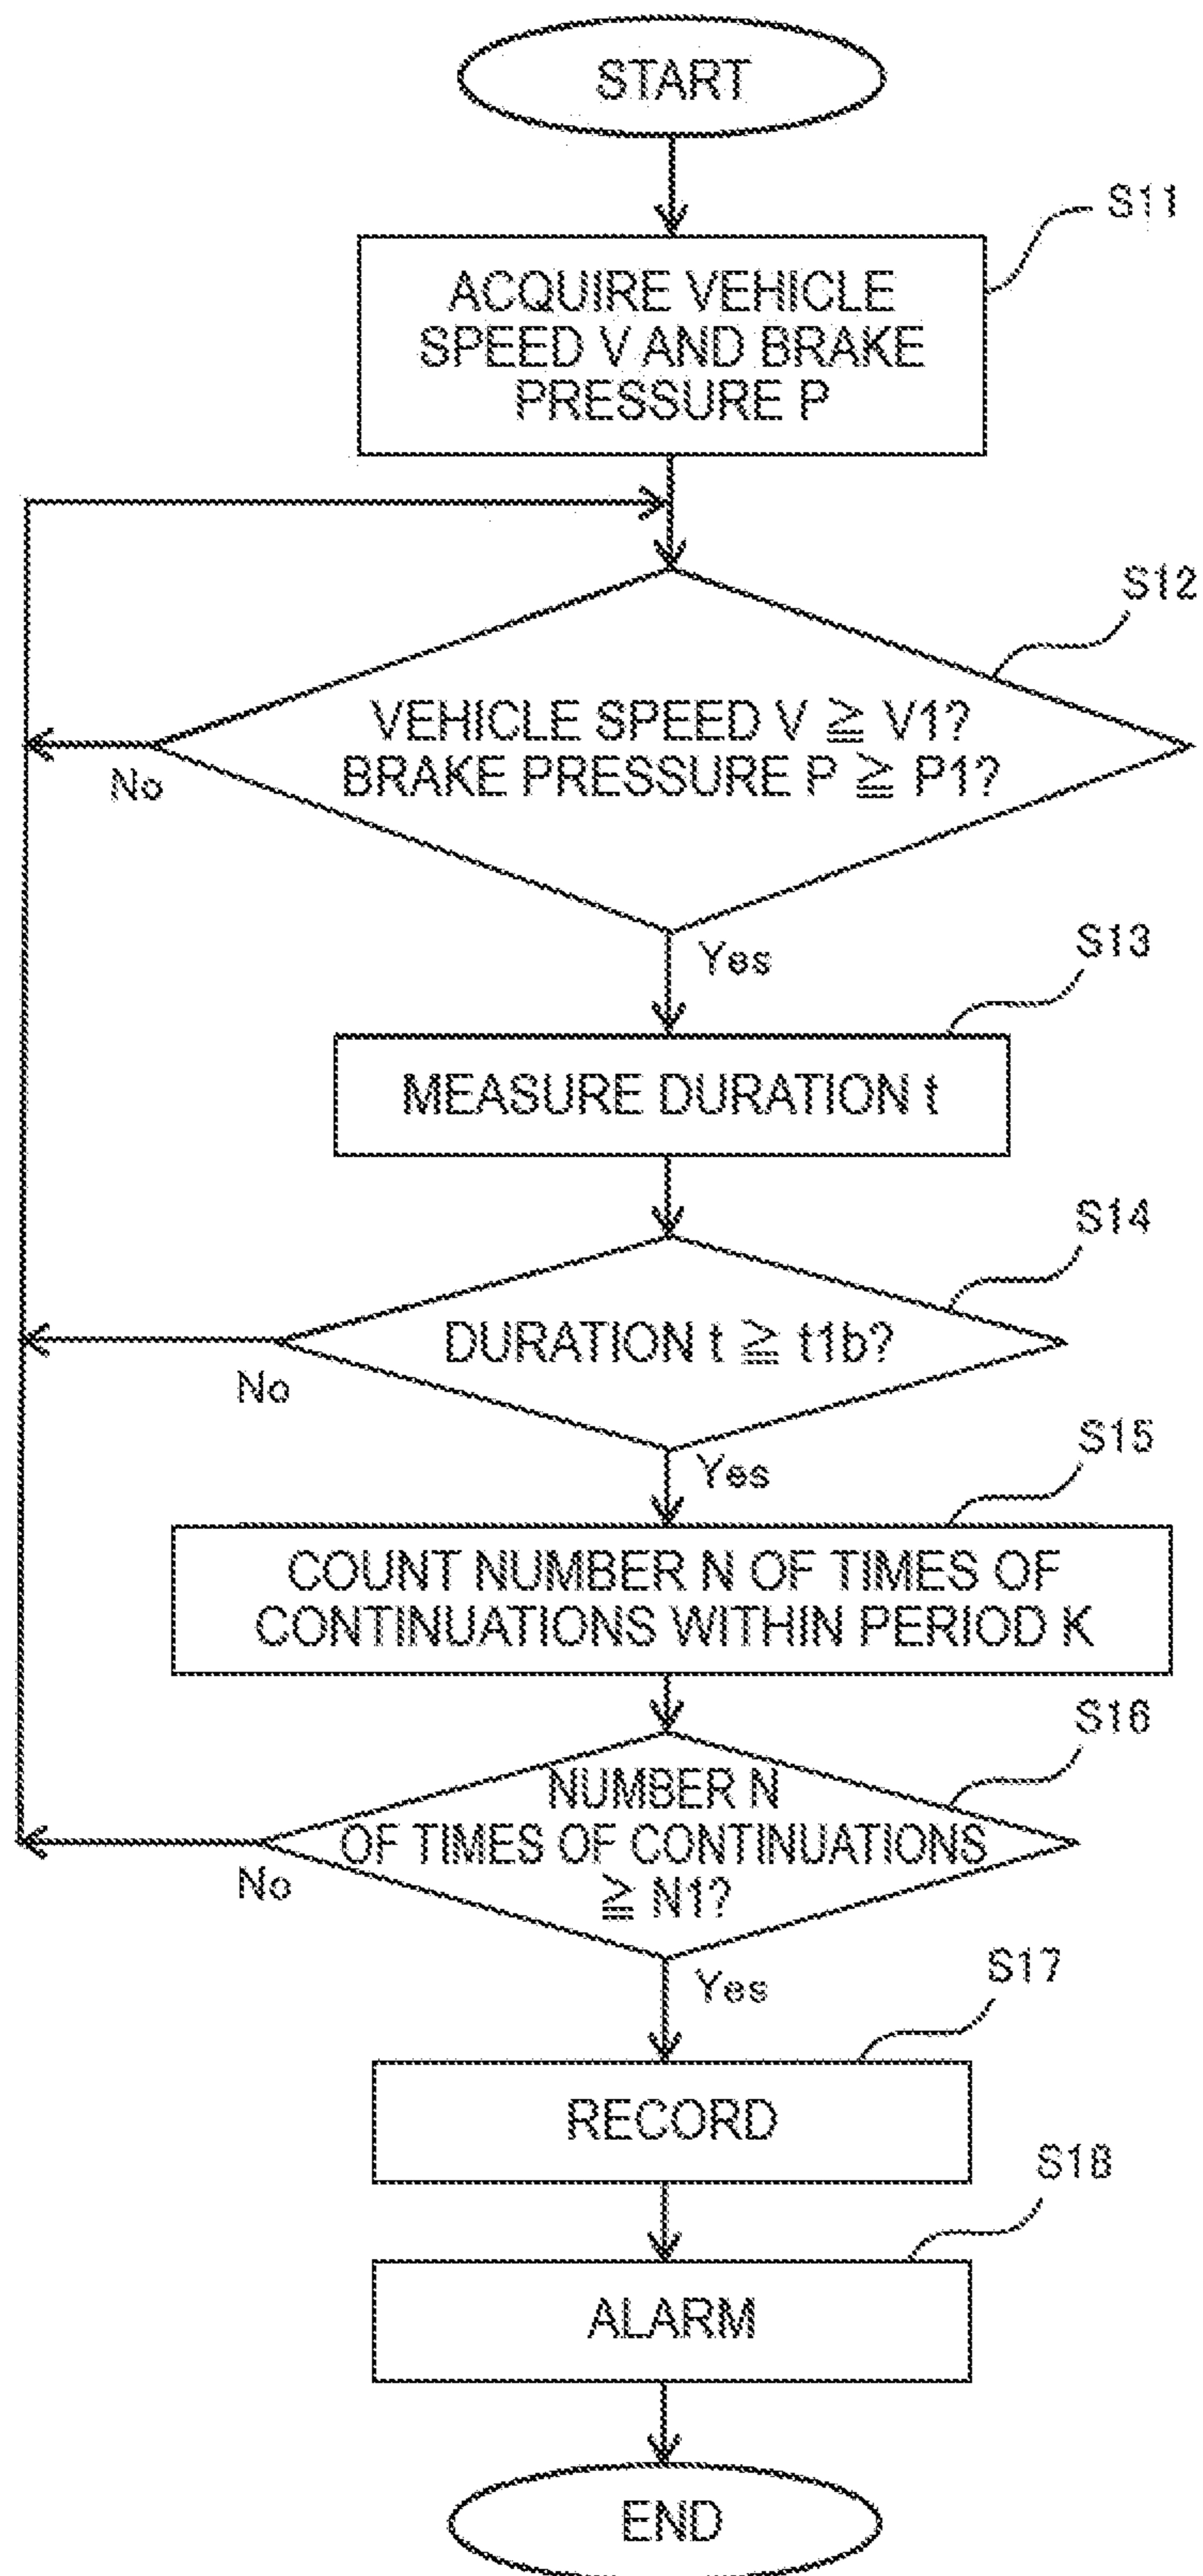 START
S11
ACQUIRE VEHICLE
SPEED V AND BRAKE
PRESSURE P
S12
VEHICLE SPEED V ≧ V1?
BRAKE PRESSURE P ≧ P1?
No
Yes
S13
MEASURE DURATION t
S14
DURATION t ≧ t1b?
No
Yes
S15
COUNT NUMBER N OF TIMES OF
CONTINUATIONS WITHIN PERIOD K
S16
NUMBER N
OF TIMES OF CONTINUATIONS
≧ N1?
No
Yes
S17
RECORD
S18
ALARM
END